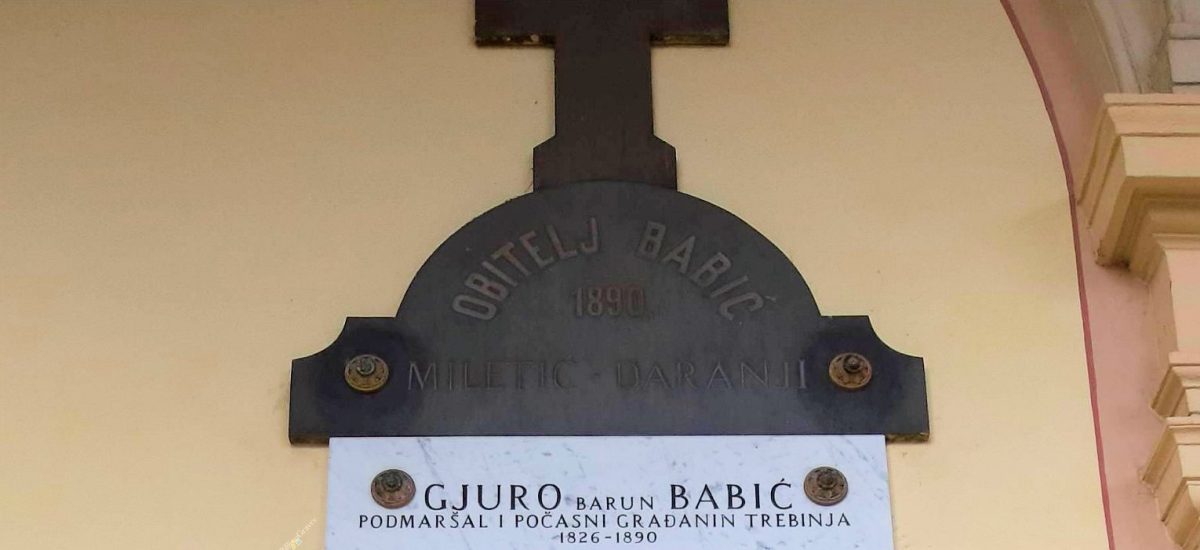 OBITELJ BABIĆ
1890.
MILETIĆ · DARANJI
GJURO BARUN BABIĆ
PODMARŠAL I POČASNI GRAĐANIN TREBINJA
1826-1890